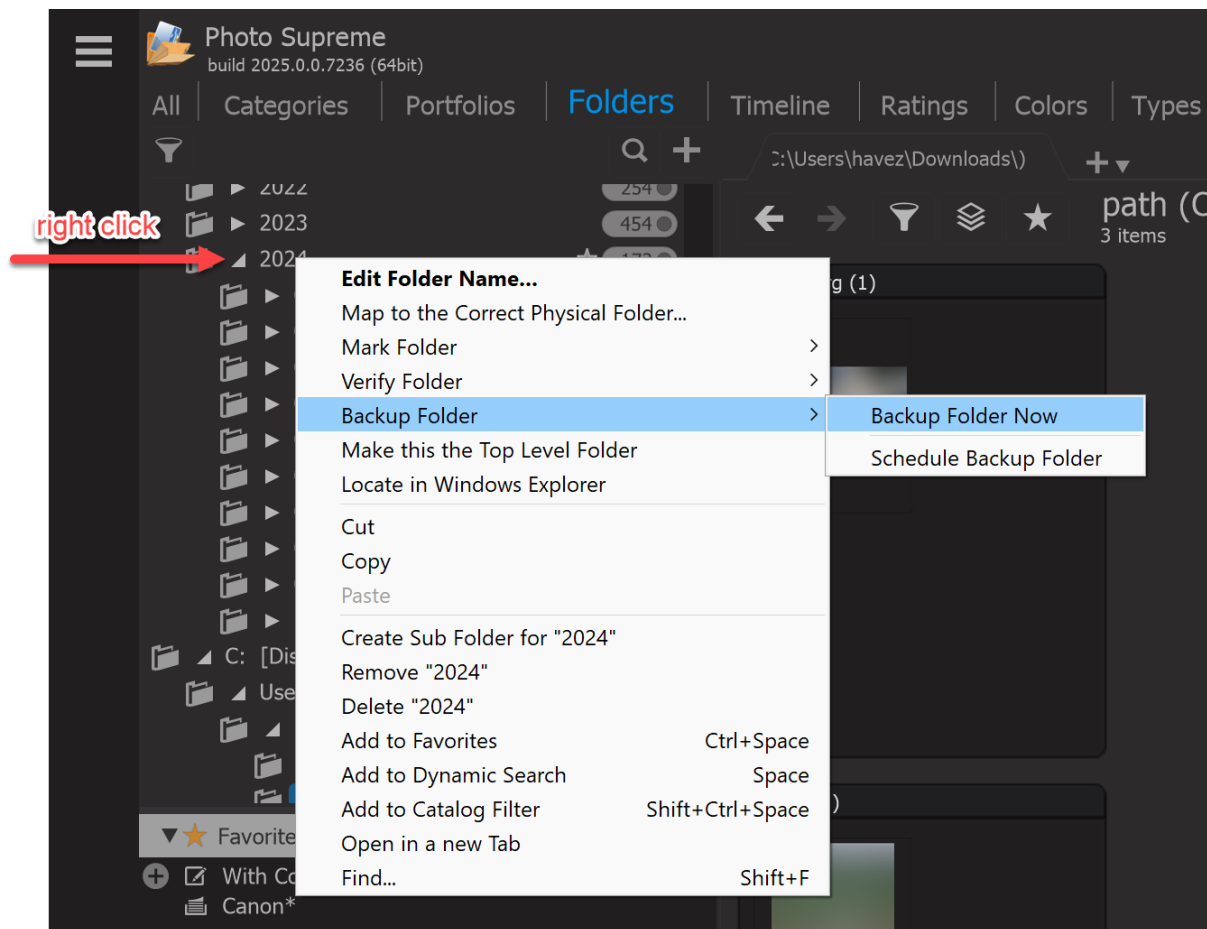 Photo Supreme
build 2025.0.0.7236 (64bit)
All Categories Portfolios Folders Timeline Ratings Colors Types
C:\Users\havez\Downloads\)
2022 254
2023 454
right click
2024 173
path
3 items
(1)
Edit Folder Name...
Map to the Correct Physical Folder...
Mark Folder
Verify Folder
Backup Folder
Backup Folder Now
Make this the Top Level Folder
Schedule Backup Folder
Locate in Windows Explorer
Cut
Copy
Paste
Create Sub Folder for "2024"
C:
Remove "2024"
Delete "2024"
Add to Favorites Ctrl+Space
Add to Dynamic Search Space
Add to Catalog Filter Shift+Ctrl+Space
Open in a new Tab
Find... Shift+F
Favorite
With
Canon*